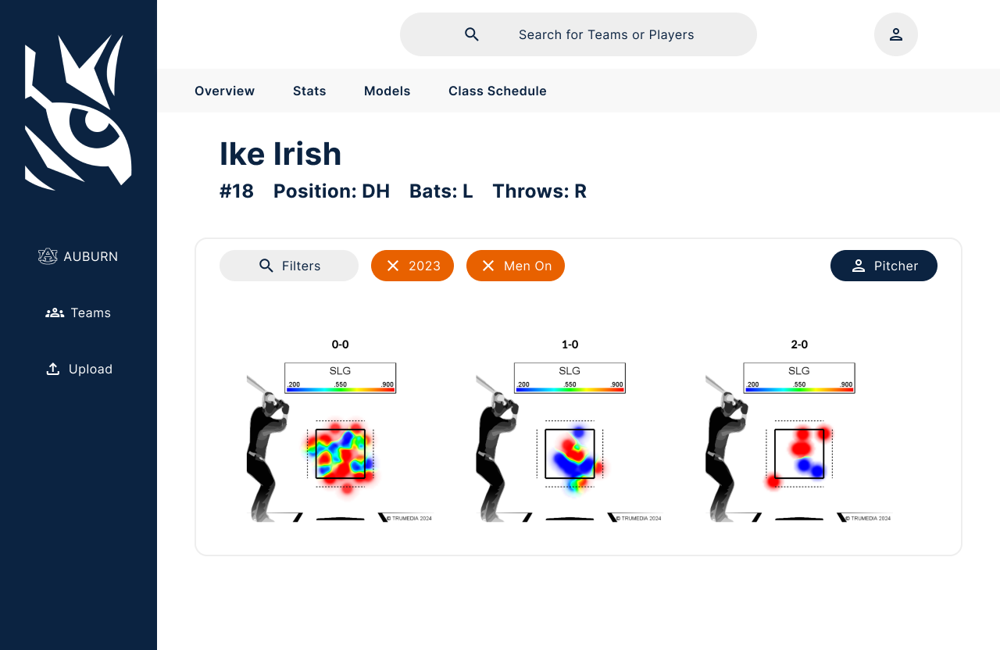 Search for Teams or Players
Overview Stats Models Class Schedule
Ike Irish
#18 Position: DH Bats: L Throws: R
AUBURN
Teams
Upload
Filters 2023 Men On Pitcher
0-0 1-0 2-0
SLG SLG SLG
.200 .550 .900 .200 .550 .900 .200 .550 .900
© TRUMEDIA 2024 © TRUMEDIA 2024 © TRUMEDIA 2024